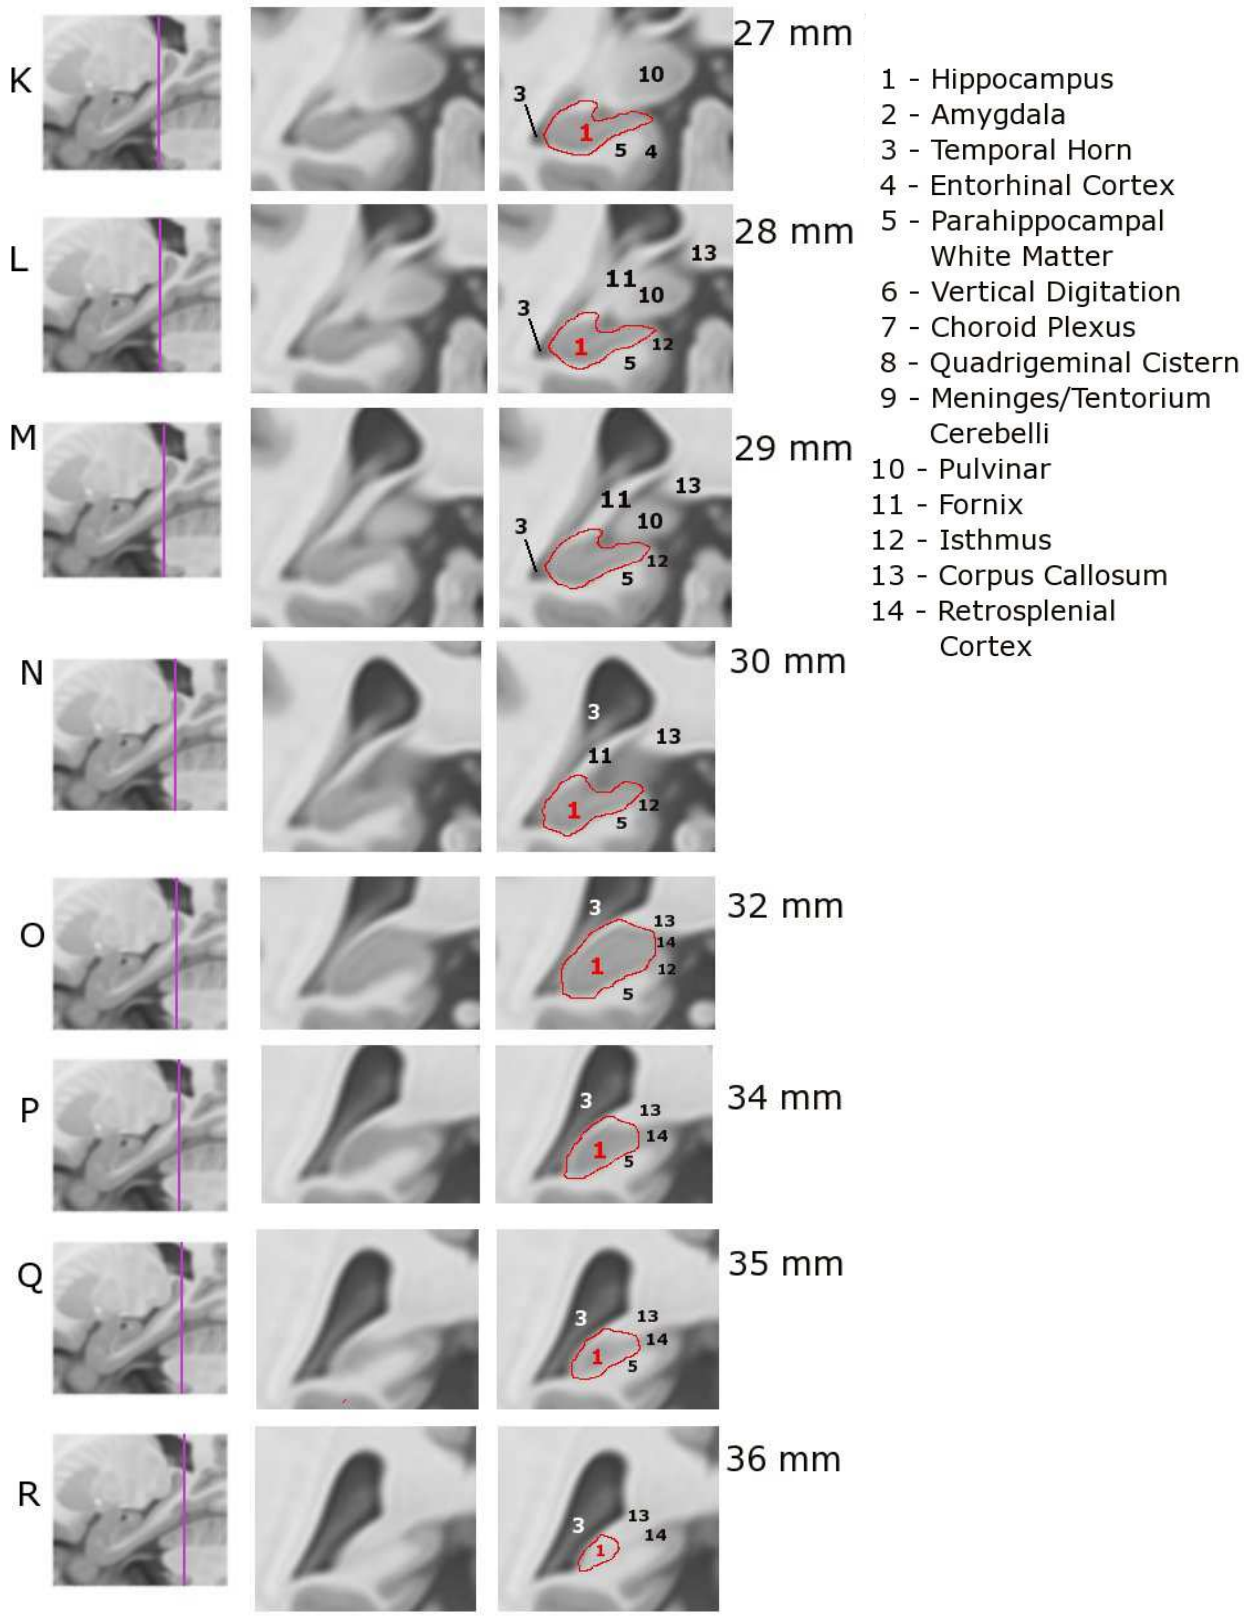 K
27 mm
10
3
1
5
4
1 - Hippocampus
2 - Amygdala
3 - Temporal Horn
4 - Entorhinal Cortex
5 - Parahippocampal
White Matter
6 - Vertical Digitation
7 - Choroid Plexus
8 - Quadrigeminal Cistern
9 - Meninges/Tentorium
Cerebelli
10 - Pulvinar
11 - Fornix
12 - Isthmus
13 - Corpus Callosum
14 - Retrosplenial
Cortex
L
28 mm
13
11
10
3
1
12
5
M
29 mm
13
11
10
3
12
5
N
30 mm
3
13
11
1
12
5
O
32 mm
3
13
14
1
12
5
P
34 mm
3
13
14
1
5
Q
35 mm
3
13
14
1
5
R
36 mm
3
13
14
1